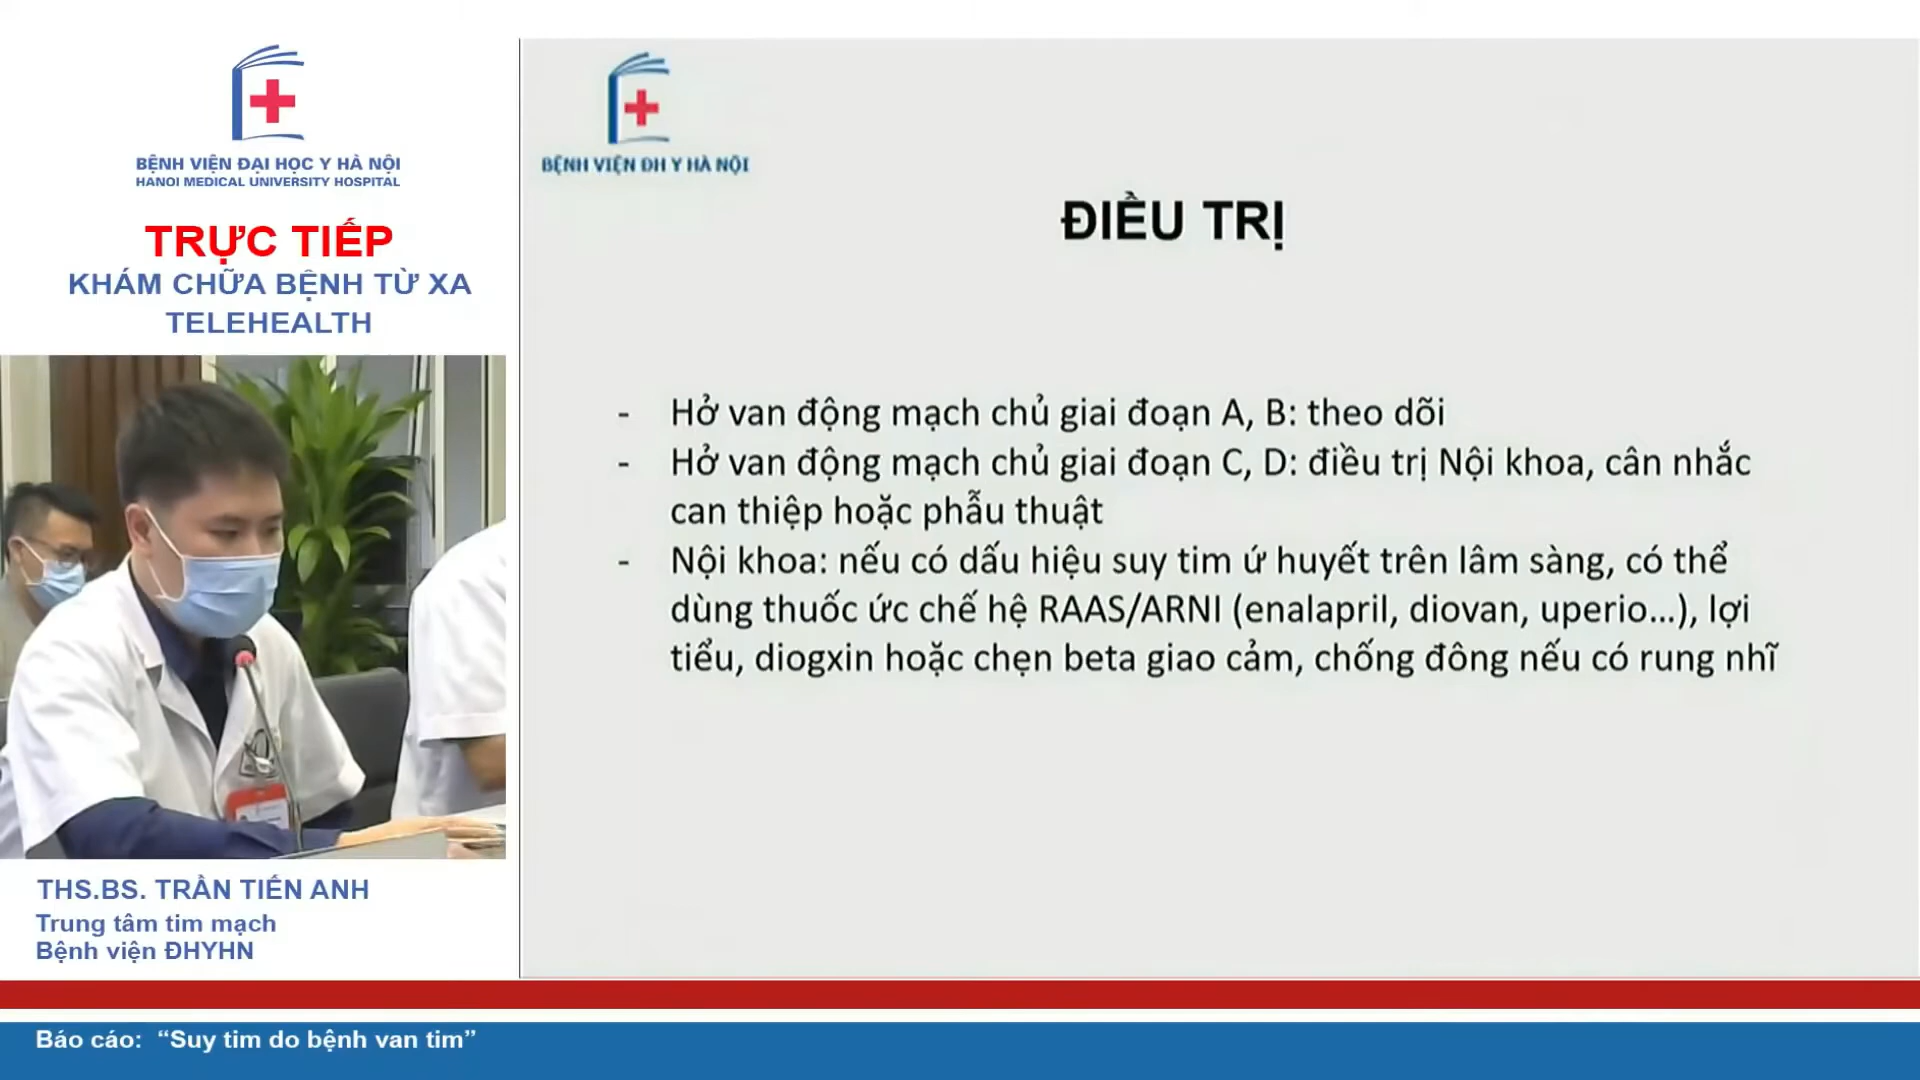 BỆNH VIỆN ĐẠI HỌC Y HÀ NỘI
HANOI MEDICAL UNIVERSITY HOSPITAL
TRỰC TIẾP
KHÁM CHỮA BỆNH TỪ XA
TELEHEALTH
THS.BS. TRẦN TIẾN ANH
Trung tâm tim mạch
Bệnh viện ĐHYHN
BỆNH VIỆN ĐH Y HÀ NỘI
ĐIỀU TRỊ
- Hở van động mạch chủ giai đoạn A, B: theo dõi
- Hở van động mạch chủ giai đoạn C, D: điều trị Nội khoa, cân nhắc
can thiệp hoặc phẫu thuật
- Nội khoa: nếu có dấu hiệu suy tim ứ huyết trên lâm sàng, có thể
dùng thuốc ức chế hệ RAAS/ARNI (enalapril, diovan, uperio...), lợi
tiểu, diogxin hoặc chẹn beta giao cảm, chống đông nếu có rung nhĩ
Báo cáo: “Suy tim do bệnh van tim”